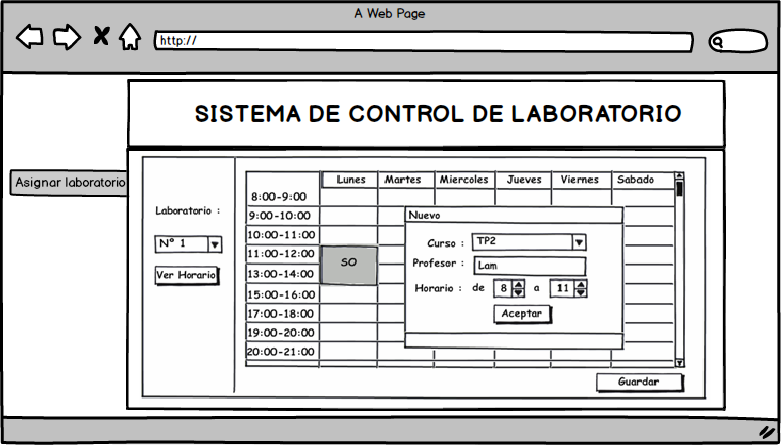 A Web Page
http://
SISTEMA DE CONTROL DE LABORATORIO
Asignar laboratorio
Laboratorio :
N° 1
Ver Horario
Lunes Martes Miercoles Jueves Viernes Sabado
8:00-9:00
9:00-10:00
10:00-11:00
11:00-12:00
13:00-14:00
15:00-16:00
17:00-18:00
19:00-20:00
20:00-21:00
SO
Nuevo
Curso : TP2
Profesor : Lam
Horario : de 8 a 11
Aceptar
Guardar